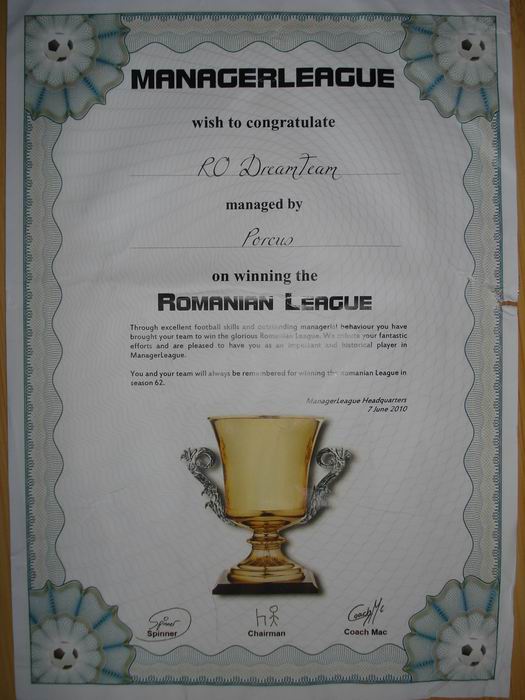 MANAGERLEAGUE
wish to congratulate
RO DreamTeam
managed by
Porcus
on winning the
ROMANIAN LEAGUE
Through excellent football skills and outstanding managerial behaviour you have
brought your team to win the glorious Romanian League. We tribute your fantastic
efforts and are pleased to have you as an important and historical player in
ManagerLeague.
You and your team will always be remembered for winning the Romanian League in
season 62.
ManagerLeague Headquarters
7 June 2010
Spinner
Coach Mc
Spinner
Chairman
Coach Mac